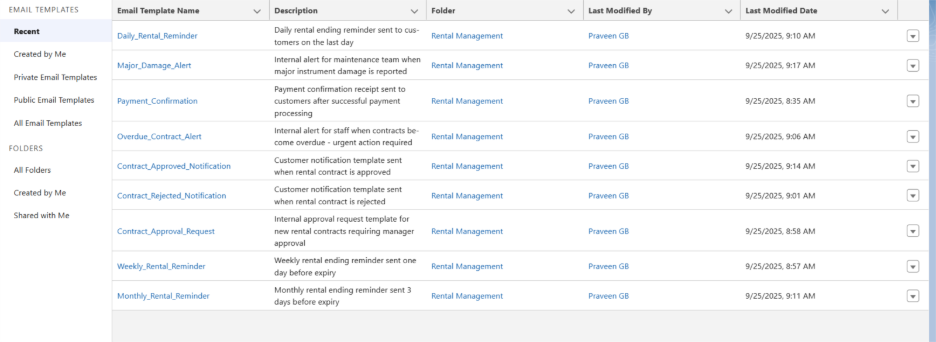 EMAIL TEMPLATES
Recent
Created by Me
Private Email Templates
Public Email Templates
All Email Templates
FOLDERS
All Folders
Created by Me
Shared with Me
Email Template Name Description Folder Last Modified By Last Modified Date
Daily_Rental_Reminder Daily rental ending reminder sent to cus-
tomers on the last day Rental Management Praveen GB 9/25/2025, 9:10 AM
Major_Damage_Alert Internal alert for maintenance team when
major instrument damage is reported Rental Management Praveen GB 9/25/2025, 9:17 AM
Payment_Confirmation Payment confirmation receipt sent to
customers after successful payment
processing Rental Management Praveen GB 9/25/2025, 8:35 AM
Overdue_Contract_Alert Internal alert for staff when contracts be-
come overdue - urgent action required Rental Management Praveen GB 9/25/2025, 9:06 AM
Contract_Approved_Notification Customer notification template sent
when rental contract is approved Rental Management Praveen GB 9/25/2025, 9:14 AM
Contract_Rejected_Notification Customer notification template sent
when rental contract is rejected Rental Management Praveen GB 9/25/2025, 9:01 AM
Contract_Approval_Request Internal approval request template for
new rental contracts requiring manager
approval Rental Management Praveen GB 9/25/2025, 8:58 AM
Weekly_Rental_Reminder Weekly rental ending reminder sent one
day before expiry Rental Management Praveen GB 9/25/2025, 8:57 AM
Monthly_Rental_Reminder Monthly rental ending reminder sent 3
days before expiry Rental Management Praveen GB 9/25/2025, 9:11 AM